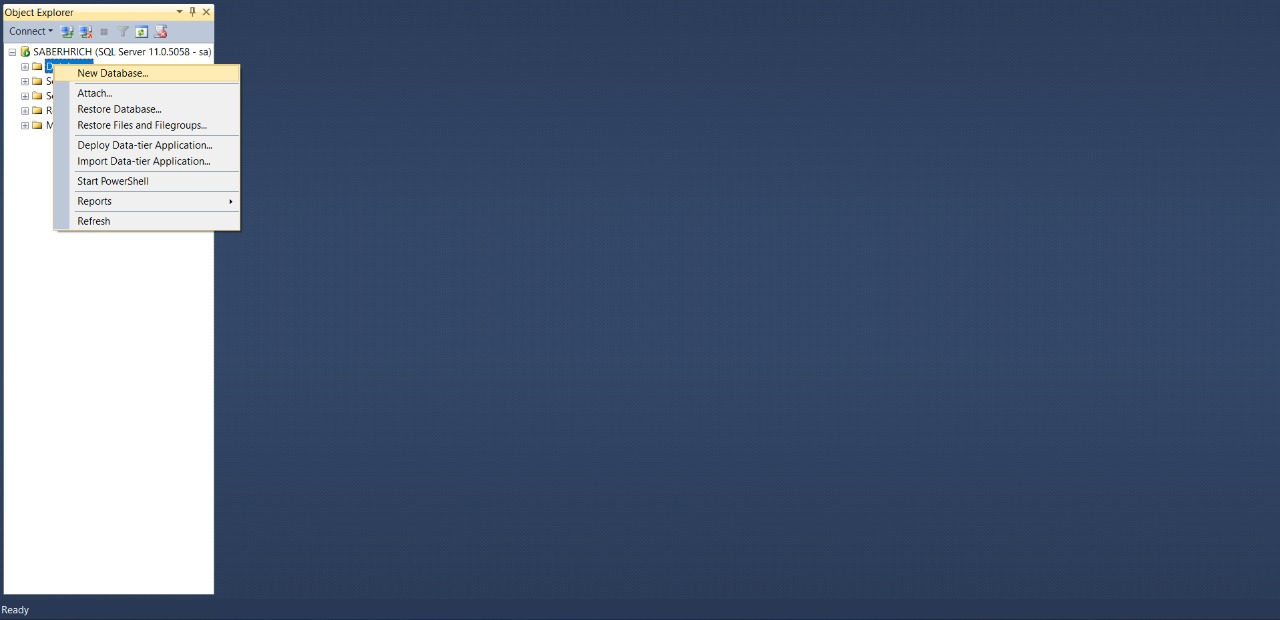 Object Explorer
Connect
SABERHRICH (SQL Server 11.0.5058 - sa)
New Database...
Attach...
Restore Database...
Restore Files and Filegroups...
Deploy Data-tier Application...
Import Data-tier Application...
Start PowerShell
Reports
Refresh
Ready